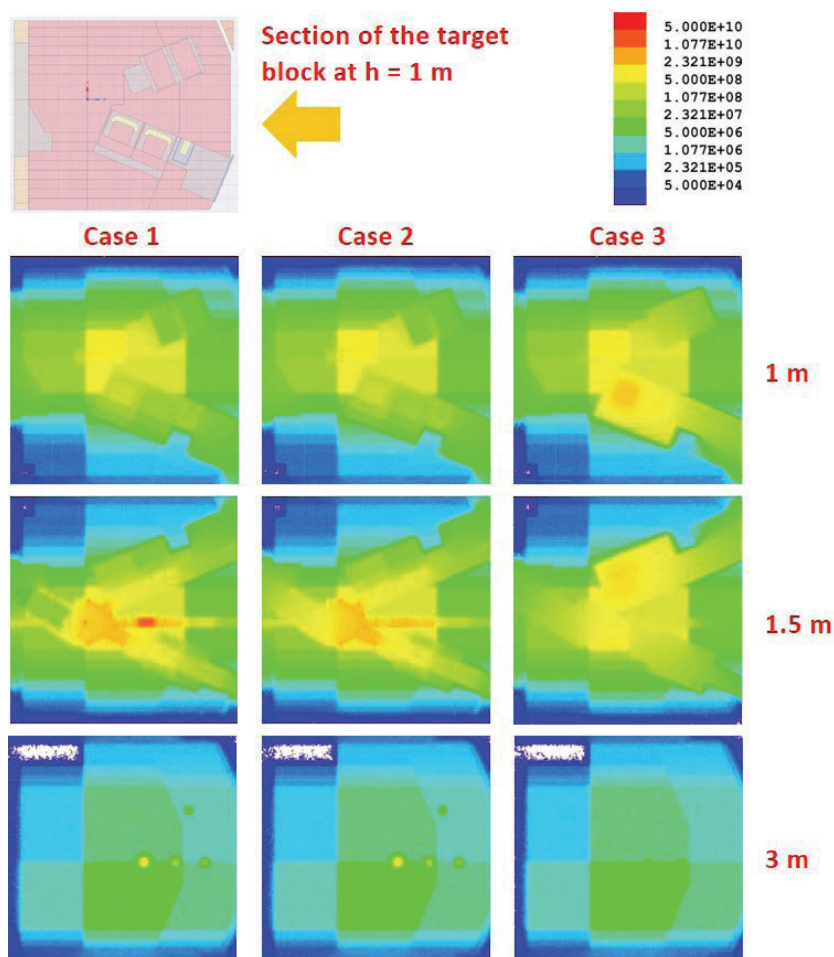 Section of the target
block at h = 1 m
5.000E+10
1.077E+10
2.321E+09
5.000E+08
1.077E+08
2.321E+07
5.000E+06
1.077E+06
2.321E+05
5.000E+04
Case 1
Case 2
Case 3
1 m
1.5 m
3 m